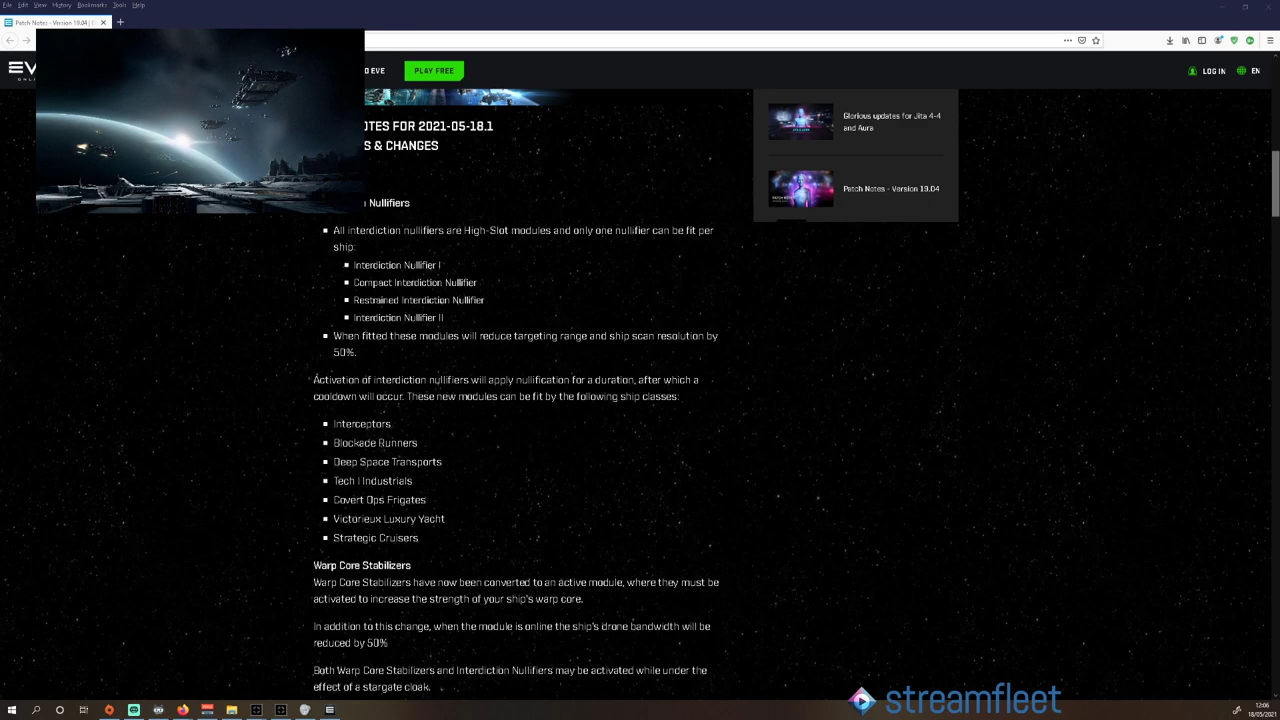 File Edit View History Bookmarks Tools Help
Patch Notes - Version 19.04 |
EV
D EVE
PLAY FREE
LOG IN
EN
OTES FOR 2021-05-18.1
S & CHANGES
Nullifiers
All interdiction nullifiers are High-Slot modules and only one nullifier can be fit per
ship:
Interdiction Nullifier I
Compact Interdiction Nullifier
Restrained Interdiction Nullifier
Interdiction Nullifier II
When fitted these modules will reduce targeting range and ship scan resolution by
50%.
Activation of interdiction nullifiers will apply nullification for a duration, after which a
cooldown will occur. These new modules can be fit by the following ship classes:
Interceptors
Blockade Runners
Deep Space Transports
Tech I Industrials
Covert Ops Frigates
Victorieux Luxury Yacht
Strategic Cruisers
Warp Core Stabilizers
Warp Core Stabilizers have now been converted to an active module, where they must be
activated to increase the strength of your ship's warp core.
In addition to this change, when the module is online the ship's drone bandwidth will be
reduced by 50%
Both Warp Core Stabilizers and Interdiction Nullifiers may be activated while under the
effect of a stargate cloak.
Glorious updates for Jita 4-4
and Aura
Patch Notes - Version 19.04
streamfleet
12:06
18/05/2021